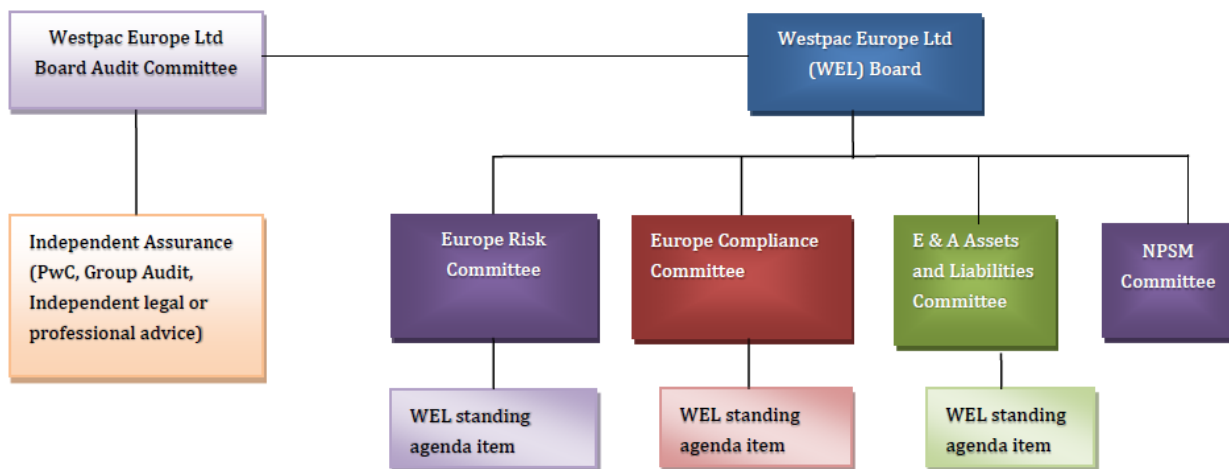 Westpac Europe Ltd
Board Audit Committee
Westpac Europe Ltd
(WEL) Board
Independent Assurance
(PwC, Group Audit,
Independent legal or
professional advice)
Europe Risk
Committee
Europe Compliance
Committee
E & A Assets
and Liabilities
Committee
NPSM
Committee
WEL standing
agenda item
WEL standing
agenda item
WEL standing
agenda item